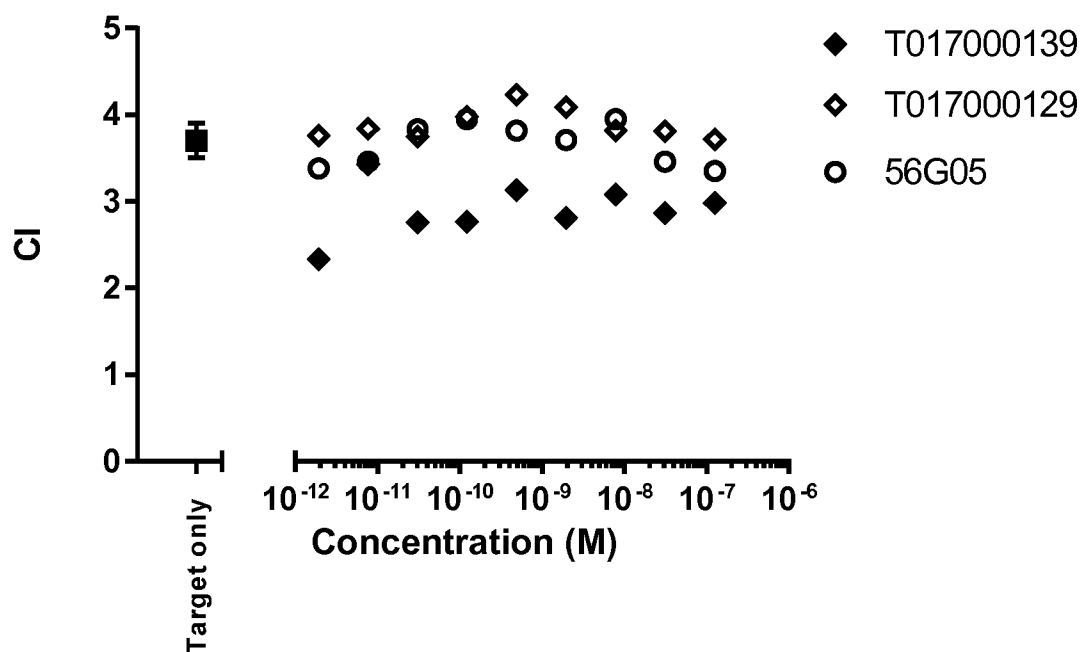 5
4
3
2
1
0
CI
Target only
10⁻¹² 10⁻¹¹ 10⁻¹⁰ 10⁻⁹ 10⁻⁸ 10⁻⁷ 10⁻⁶
Concentration (M)
T017000139
T017000129
56G05